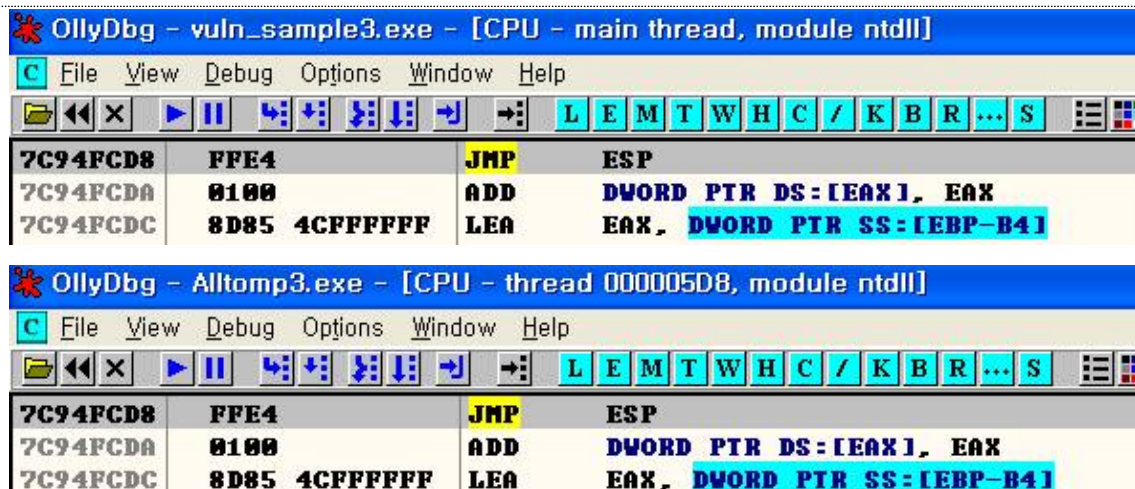 OllyDbg - vuln_sample3.exe - [CPU - main thread, module ntdll]
C File View Debug Options Window Help
L E M T W H C / K B R ... S
7C94FCD8 FFE4 JMP ESP
7C94FCDA 0100 ADD DWORD PTR DS:[EAX], EAX
7C94FCDC 8D85 4CFFFFFF LEA EAX, DWORD PTR SS:[EBP-B4]
OllyDbg - Alltomp3.exe - [CPU - thread 000005D8, module ntdll]
C File View Debug Options Window Help
L E M T W H C / K B R ... S
7C94FCD8 FFE4 JMP ESP
7C94FCDA 0100 ADD DWORD PTR DS:[EAX], EAX
7C94FCDC 8D85 4CFFFFFF LEA EAX, DWORD PTR SS:[EBP-B4]